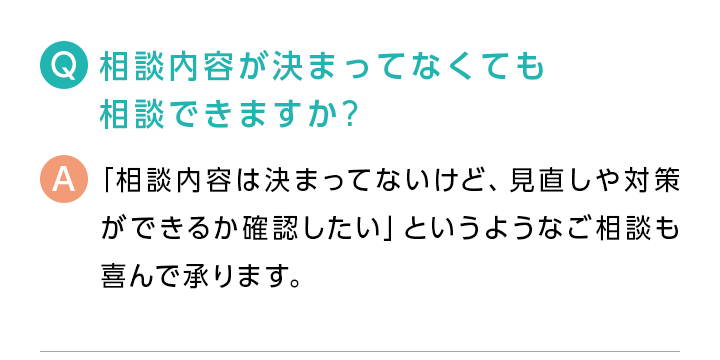 Q 相談内容が決まってなくても
相談できますか?
A 「相談内容は決まってないけど、見直しや対策
ができるか確認したい」というようなご相談も
喜んで承ります。